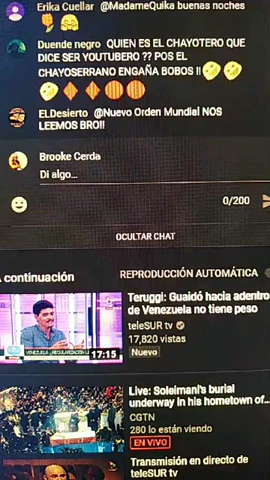 Erika Cuellar @MadameQuika buenas noches
Duende negro QUIEN ES EL CHAYOTERO QUE
DICE SER YOUTUBERO ?? POS EL
CHAYOSERRANO ENGAÑA BOBOS !!
ELDesierto @Nuevo Orden Mundial NOS
LEEMOS BRO!!
Brooke Cerda
Di algo...
0/200
OCULTAR CHAT
continuación
REPRODUCCIÓN AUTOMÁTICA
Teruggi: Guaidó hacia adentro
de Venezuela no tiene peso
teleSUR tv
17,820 vistas
Nuevo
17:15
Live: Soleimani's burial
underway in his hometown of...
CGTN
280 lo están viendo
EN VIVO
Transmisión en directo de
teleSUR tv